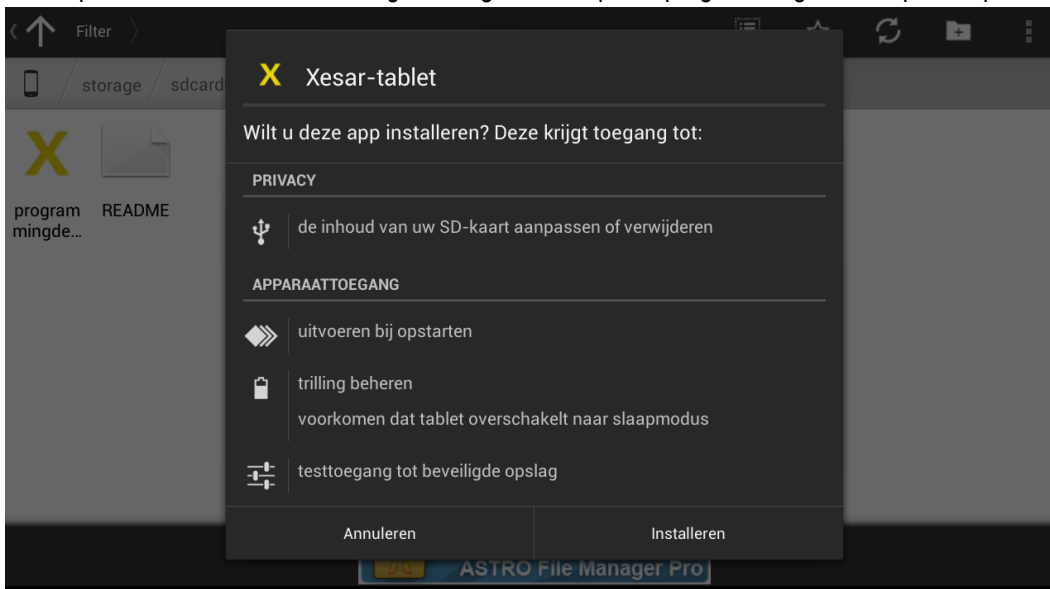 Filter
storage
sdcard
Xesar-tablet
Wilt u deze app installeren? Deze krijgt toegang tot:
PRIVACY
de inhoud van uw SD-kaart aanpassen of verwijderen
APPARAATTOEGANG
uitvoeren bij opstarten
trilling beheren
voorkomen dat tablet overschakelt naar slaapmodus
testtoegang tot beveiligde opslag
Annuleren
Installeren
program
mingde...
README
ASTRO File Manager Pro